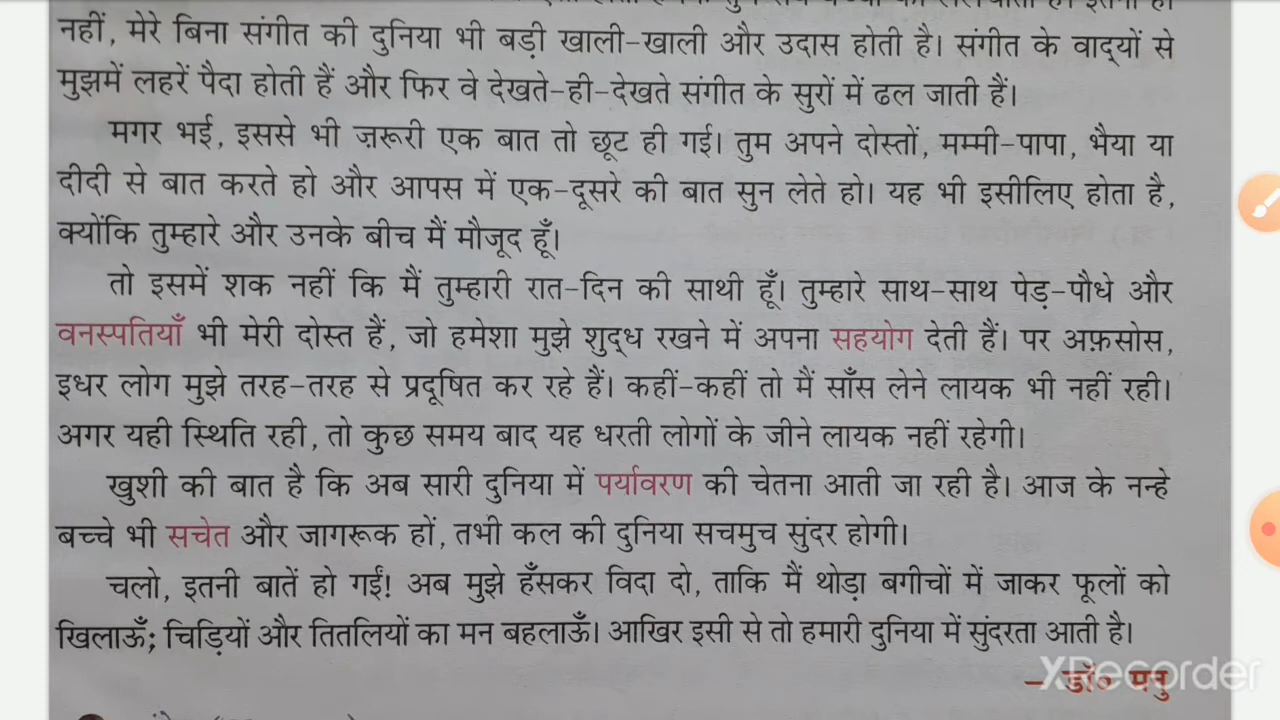 नहीं, मेरे बिना संगीत की दुनिया भी बड़ी खाली-खाली और उदास होती है। संगीत के वाद्यों से
मुझमें लहरें पैदा होती हैं और फिर वे देखते-ही-देखते संगीत के सुरों में ढल जाती हैं।
मगर भई, इससे भी ज़रूरी एक बात तो छूट ही गई। तुम अपने दोस्तों, मम्मी-पापा, भैया या
दीदी से बात करते हो और आपस में एक-दूसरे की बात सुन लेते हो। यह भी इसीलिए होता है,
क्योंकि तुम्हारे और उनके बीच मैं मौजूद हूँ।
तो इसमें शक नहीं कि मैं तुम्हारी रात-दिन की साथी हूँ। तुम्हारे साथ-साथ पेड़-पौधे और
वनस्पतियाँ भी मेरी दोस्त हैं, जो हमेशा मुझे शुद्ध रखने में अपना सहयोग देती हैं। पर अफ़सोस,
इधर लोग मुझे तरह-तरह से प्रदूषित कर रहे हैं। कहीं-कहीं तो मैं साँस लेने लायक भी नहीं रही।
अगर यही स्थिति रही, तो कुछ समय बाद यह धरती लोगों के जीने लायक नहीं रहेगी।
खुशी की बात है कि अब सारी दुनिया में पर्यावरण की चेतना आती जा रही है। आज के नन्हे
बच्चे भी सचेत और जागरूक हों, तभी कल की दुनिया सचमुच सुंदर होगी।
चलो, इतनी बातें हो गईं! अब मुझे हँसकर विदा दो, ताकि मैं थोड़ा बगीचों में जाकर फूलों को
खिलाऊँ; चिड़ियों और तितलियों का मन बहलाऊँ। आखिर इसी से तो हमारी दुनिया में सुंदरता आती है।
– डॉ० मनु
XRecorder